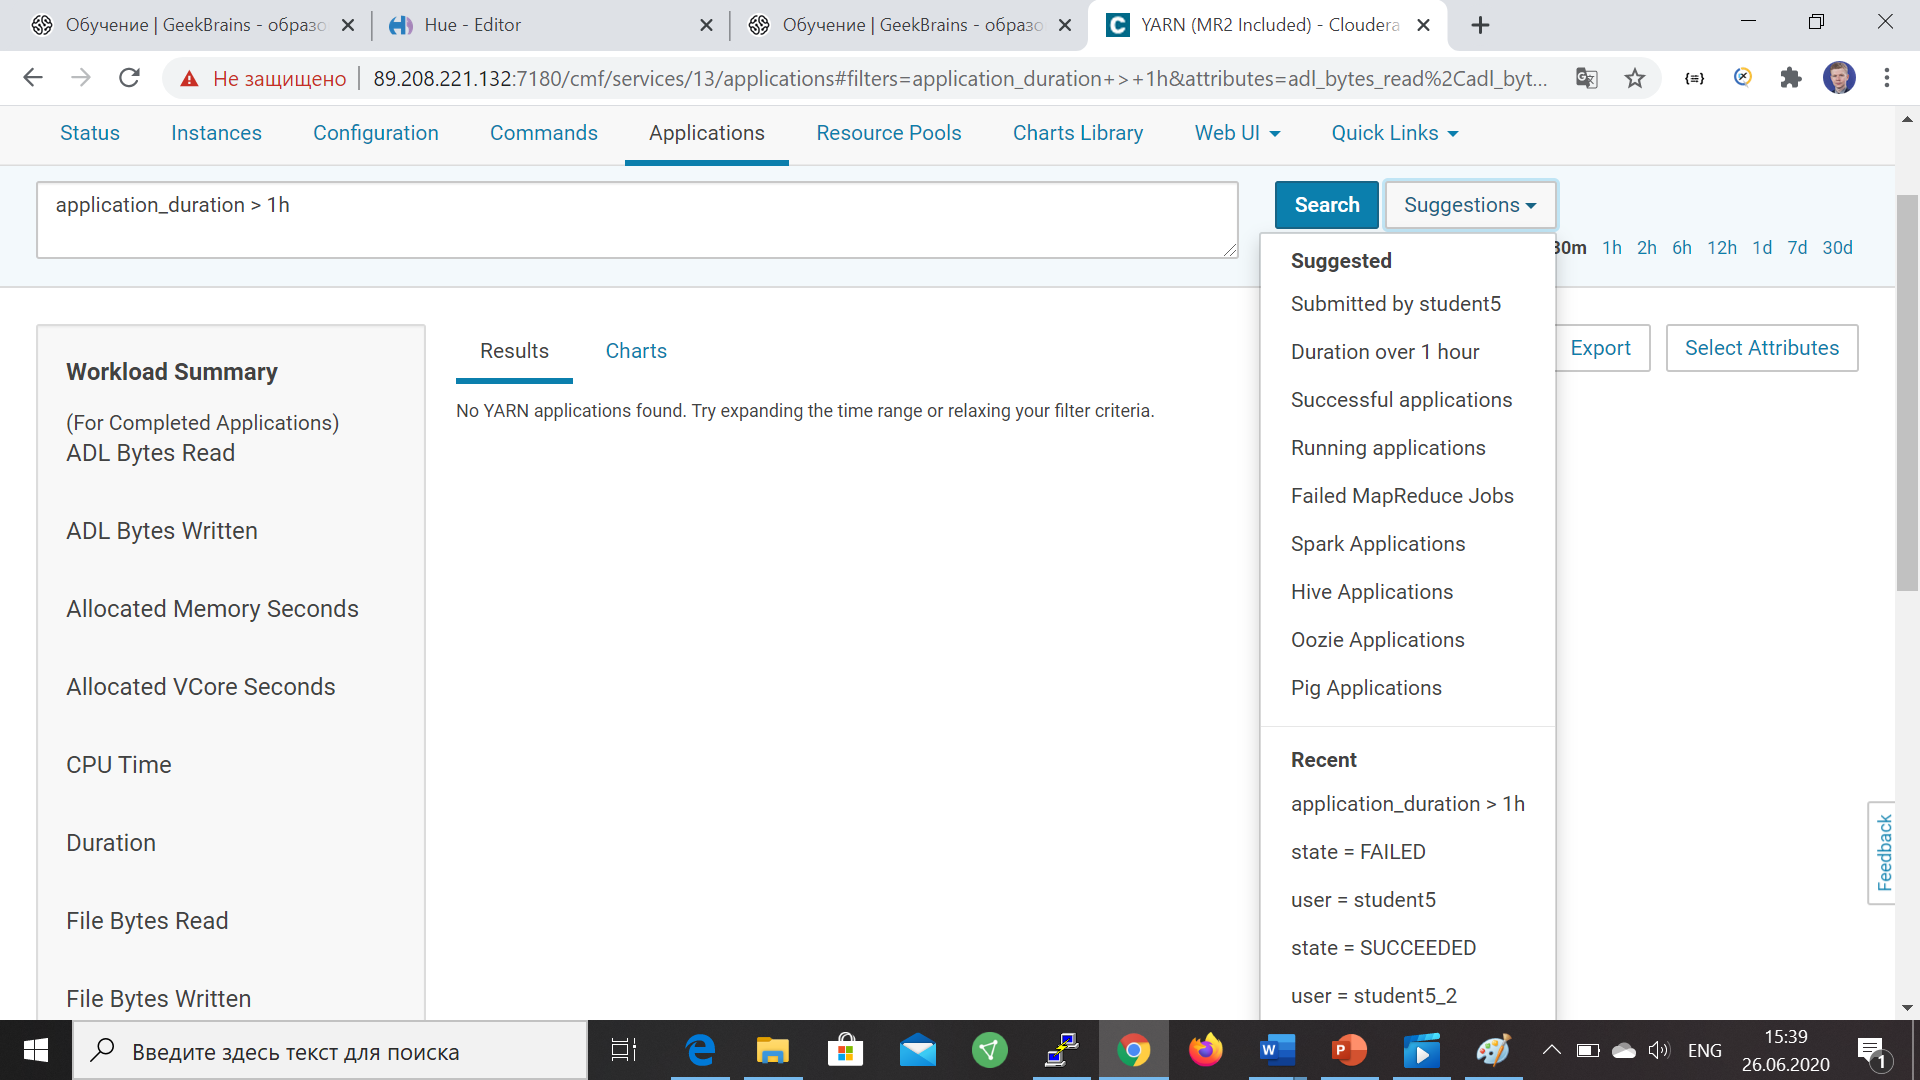 Обучение | GeekBrains - образо
Hue - Editor
Обучение | GeekBrains - образо
YARN (MR2 Included) - Cloudera
Не защищено
89.208.221.132:7180/cmf/services/13/applications#filters=application_duration+>+1h&attributes=adl_bytes_read%2Cadl_byt...
Status Instances Configuration Commands Applications Resource Pools Charts Library Web UI Quick Links
application_duration > 1h
Search
Suggestions
30m 1h 2h 6h 12h 1d 7d 30d
Suggested
Submitted by student5
Duration over 1 hour
Successful applications
Running applications
Failed MapReduce Jobs
Spark Applications
Hive Applications
Oozie Applications
Pig Applications
Recent
application_duration > 1h
state = FAILED
user = student5
state = SUCCEEDED
user = student5_2
Export
Select Attributes
Results
Charts
No YARN applications found. Try expanding the time range or relaxing your filter criteria.
Workload Summary
(For Completed Applications)
ADL Bytes Read
ADL Bytes Written
Allocated Memory Seconds
Allocated VCore Seconds
CPU Time
Duration
File Bytes Read
File Bytes Written
Feedback
Введите здесь текст для поиска
ENG
15:39
26.06.2020
1